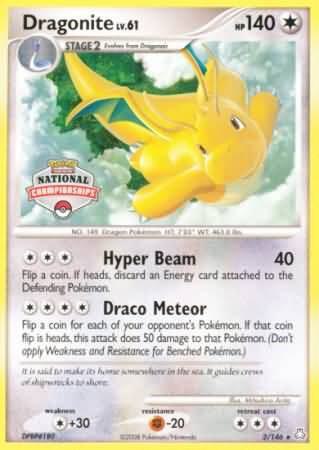 Dragonite LV.61
HP 140
STAGE 2 Evolves from Dragonair
Pokémon
NATIONAL
CHAMPIONSHIPS
NO. 149 Dragon Pokémon HT. 7'03" WT. 463.0 lbs.
Hyper Beam 40
Flip a coin. If heads, discard an Energy card attached to the
Defending Pokémon.
Draco Meteor
Flip a coin for each of your opponent's Pokémon. If that coin
flip is heads, this attack does 50 damage to that Pokémon. (Don't
apply Weakness and Resistance for Benched Pokémon.)
It is said to make its home somewhere in the sea. It guides crews
of shipwrecks to shore.
DPBP#180
weakness resistance retreat cost
+30 -20
©2008 Pokémon/Nintendo
2/146